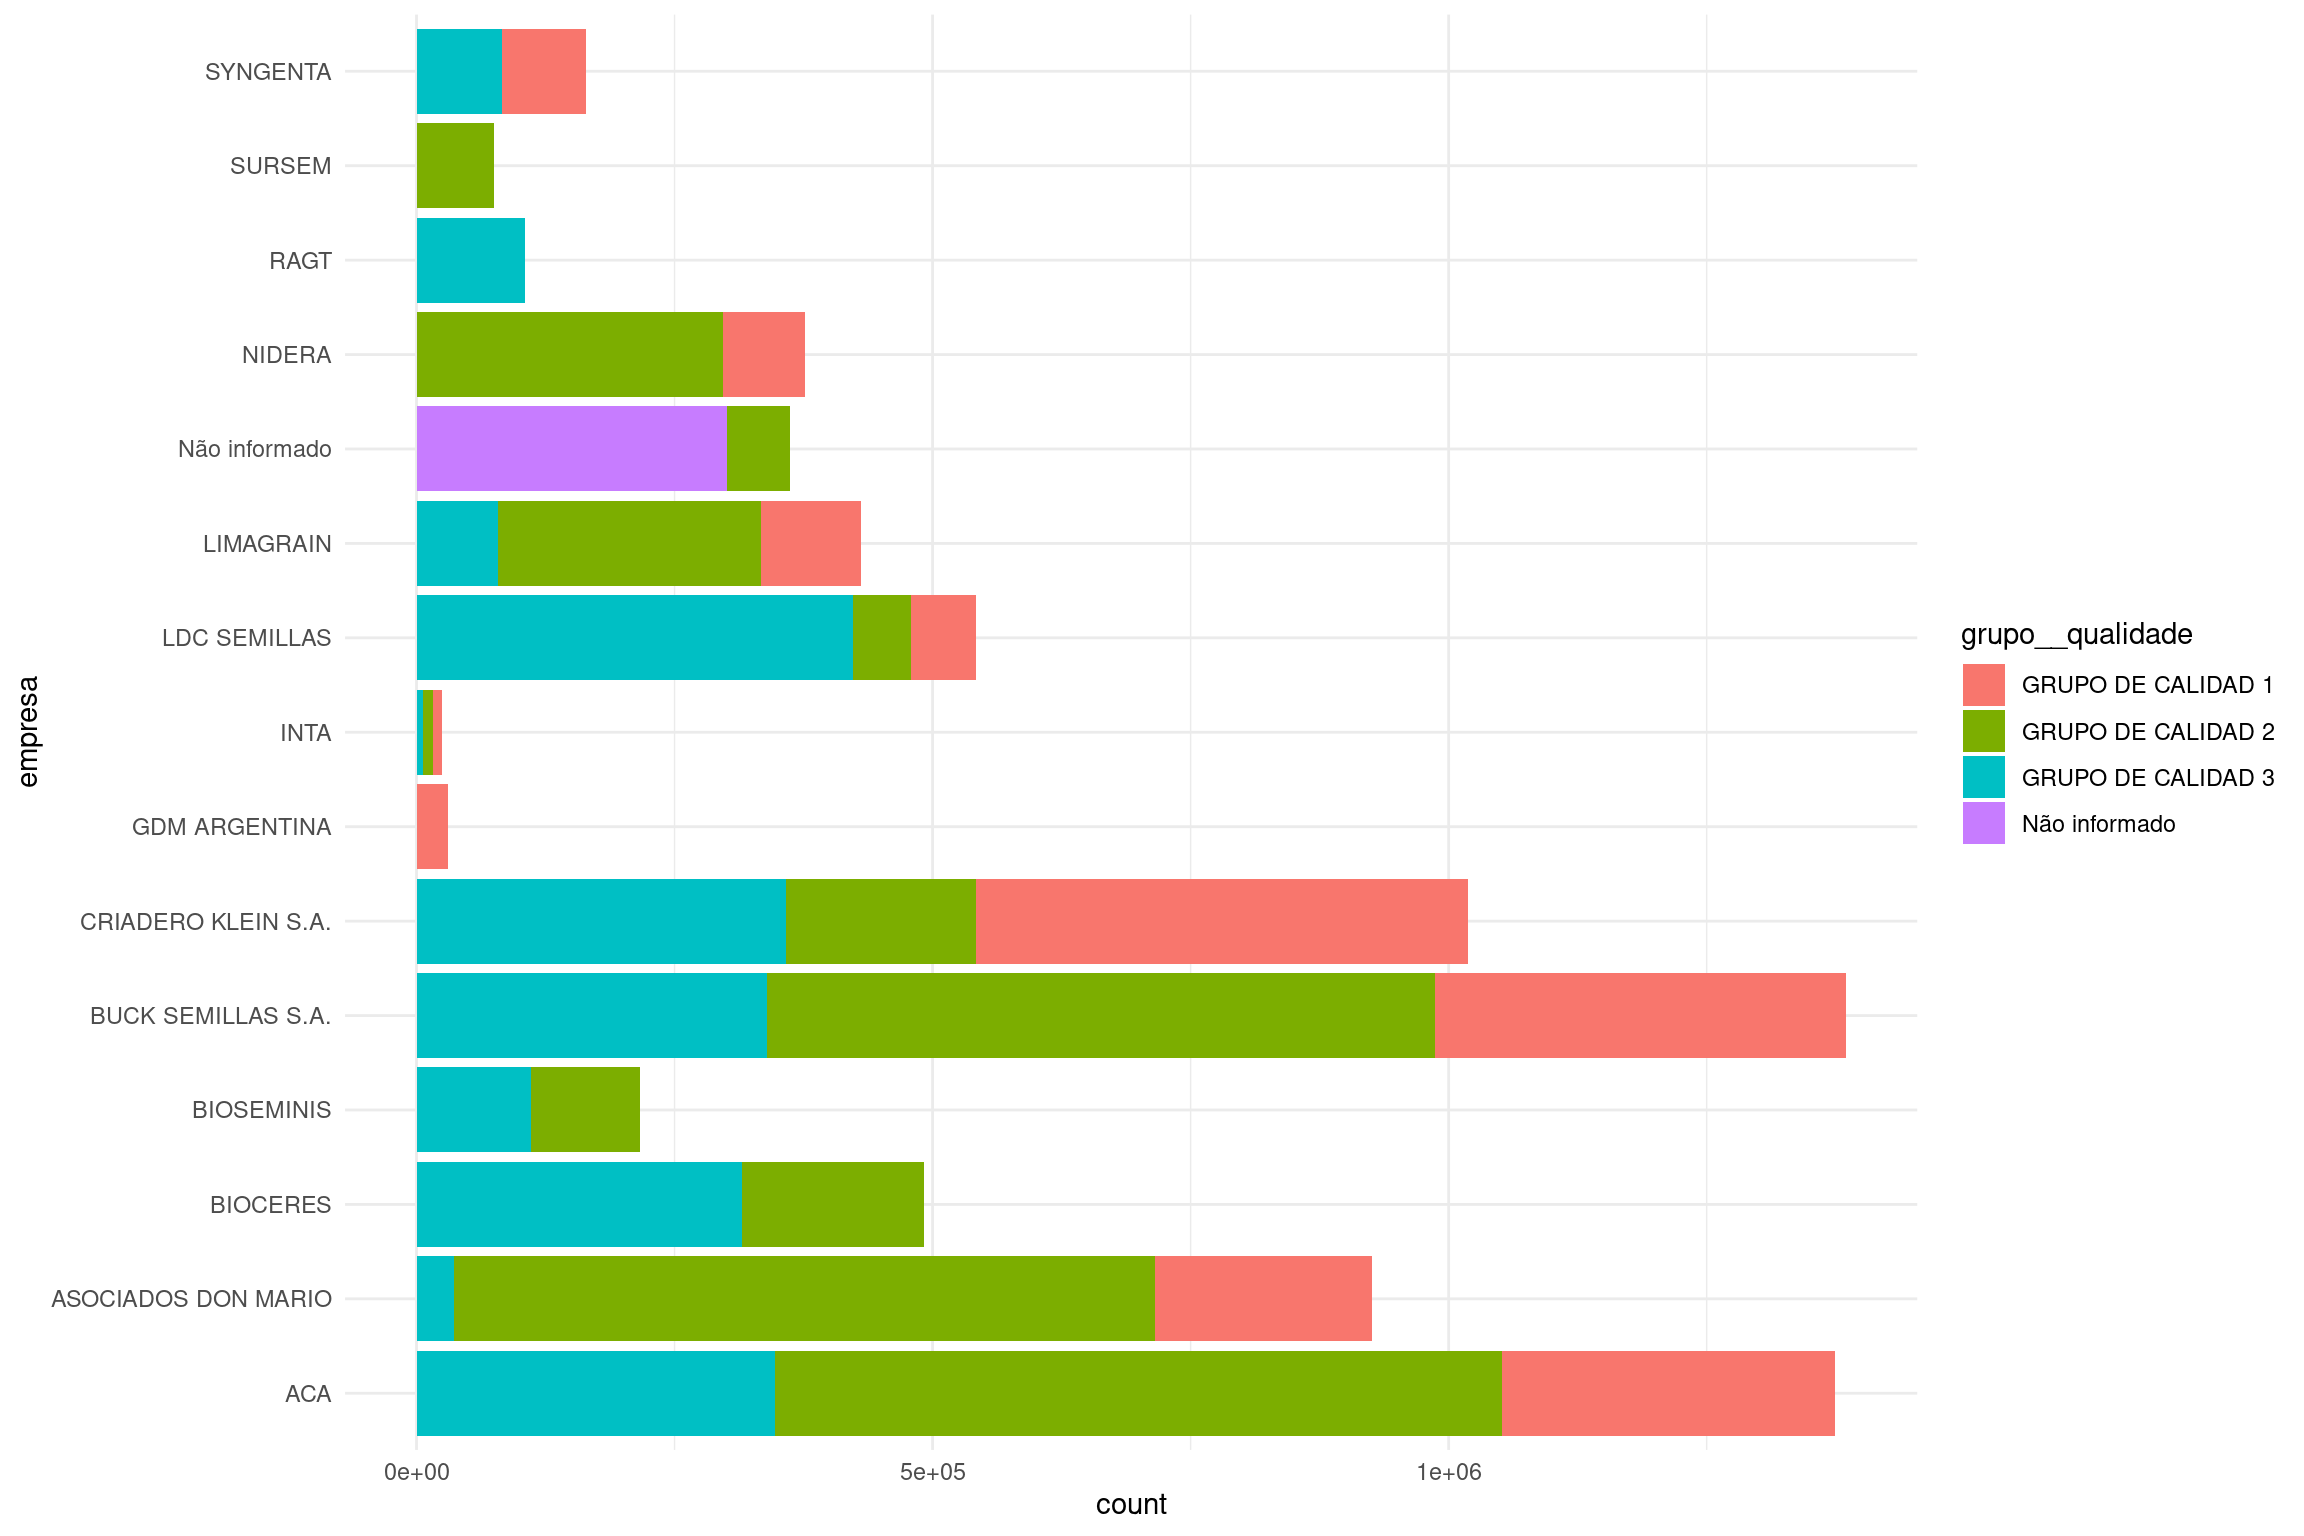 SYNGENTA
SURSEM
RAGT
NIDERA
Não informado
LIMAGRAIN
LDC SEMILLAS
INTA
GDM ARGENTINA
CRIADERO KLEIN S.A.
BUCK SEMILLAS S.A.
BIOSEMINIS
BIOCERES
ASOCIADOS DON MARIO
ACA
empresa
0e+00
5e+05
1e+06
count
grupo__qualidade
GRUPO DE CALIDAD 1
GRUPO DE CALIDAD 2
GRUPO DE CALIDAD 3
Não informado